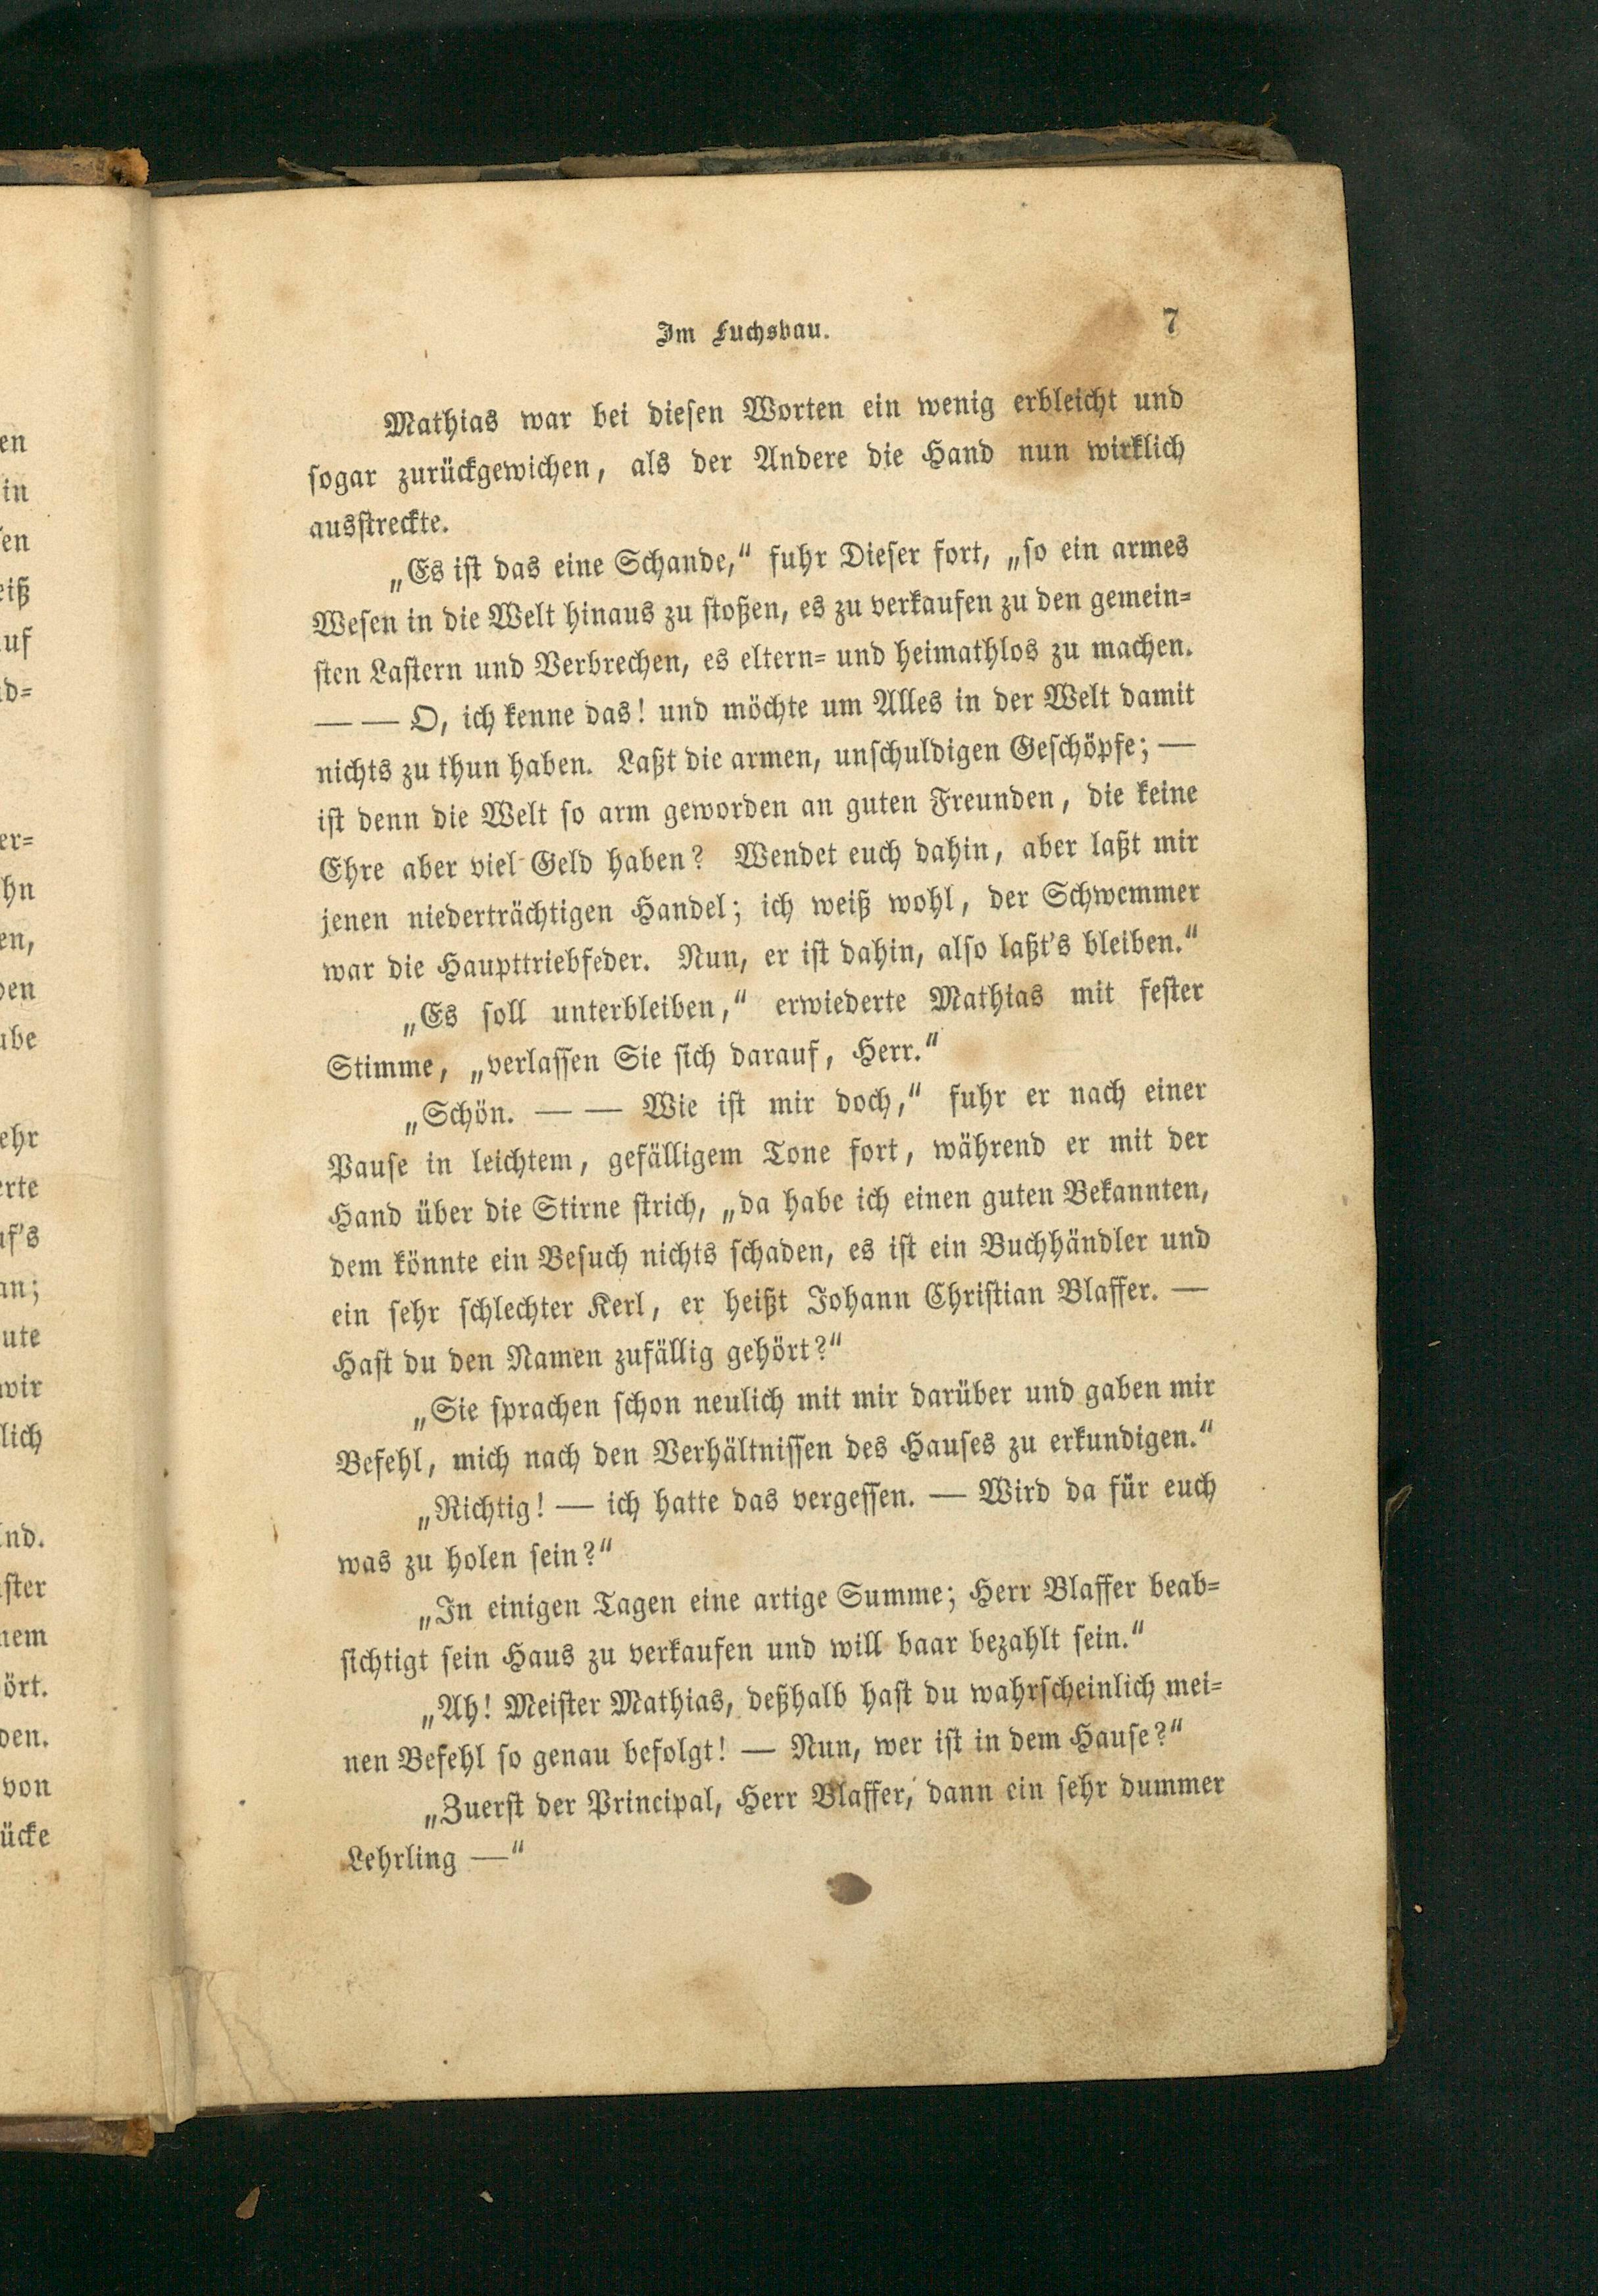 Im Fuchsbau. 7
Mathias war bei diesen Worten ein wenig erbleicht und
sogar zurückgewichen, als der Andere die Hand nun wirklich
ausstreckte.
„Es ist das eine Schande,“ fuhr Dieser fort, „so ein armes
Wesen in die Welt hinaus zu stoßen, es zu verkaufen zu den gemein-
sten Lastern und Verbrechen, es eltern- und heimathlos zu machen.
— — O, ich kenne das! und möchte um Alles in der Welt damit
nichts zu thun haben. Laßt die armen, unschuldigen Geschöpfe; —
ist denn die Welt so arm geworden an guten Freunden, die keine
Ehre aber viel Geld haben? Wendet euch dahin, aber laßt mir
jenen niederträchtigen Handel; ich weiß wohl, der Schwemmer
war die Haupttriebfeder. Nun, er ist dahin, also laßt's bleiben.“
„Es soll unterbleiben,“ erwiederte Mathias mit fester
Stimme, „verlassen Sie sich darauf, Herr.“
„Schön. — — Wie ist mir doch,“ fuhr er nach einer
Pause in leichtem, gefälligem Tone fort, während er mit der
Hand über die Stirne strich, „da habe ich einen guten Bekannten,
dem könnte ein Besuch nichts schaden, es ist ein Buchhändler und
ein sehr schlechter Kerl, er heißt Johann Christian Blaffer. —
Hast du den Namen zufällig gehört?“
„Sie sprachen schon neulich mit mir darüber und gaben mir
Befehl, mich nach den Verhältnissen des Hauses zu erkundigen.“
„Richtig! — ich hatte das vergessen. — Wird da für euch
was zu holen sein?“
„In einigen Tagen eine artige Summe; Herr Blaffer beab-
sichtigt sein Haus zu verkaufen und will baar bezahlt sein.“
„Ah! Meister Mathias, deßhalb hast du wahrscheinlich mei-
nen Befehl so genau befolgt! — Nun, wer ist in dem Hause?“
„Zuerst der Principal, Herr Blaffer, dann ein sehr dummer
Lehrling —“